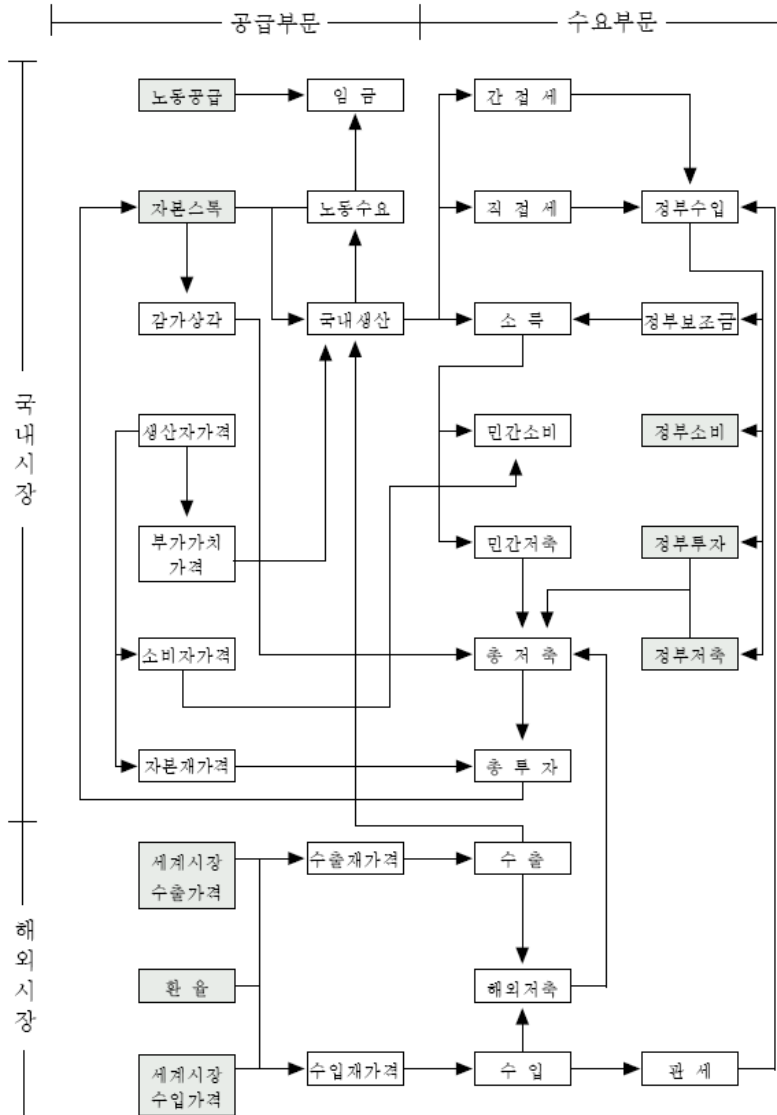 공급부문
수요부문
노동공급
임 금
간 접 세
자본스톡
노동수요
직 접 세
정부수입
감가상각
국내생산
소 득
정부보조금
국내시장
생산자가격
민간소비
정부소비
부가가치
가격
민간저축
정부투자
소비자가격
총 저 축
정부저축
자본재가격
총 투 자
해외시장
세계시장
수출가격
수출재가격
수 출
환 율
해외저축
세계시장
수입가격
수입재가격
수 입
관 세